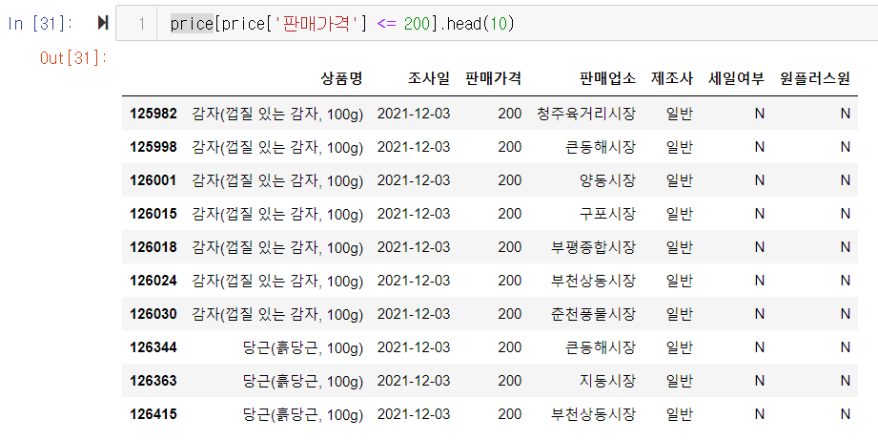 In [31]: 1 price[price['판매가격'] <= 200].head(10)
Out[31]:
상품명 조사일 판매가격 판매업소 제조사 세일여부 원플러스원
125982 감자(껍질 있는 감자, 100g) 2021-12-03 200 청주육거리시장 일반 N N
125998 감자(껍질 있는 감자, 100g) 2021-12-03 200 큰동해시장 일반 N N
126001 감자(껍질 있는 감자, 100g) 2021-12-03 200 양동시장 일반 N N
126015 감자(껍질 있는 감자, 100g) 2021-12-03 200 구포시장 일반 N N
126018 감자(껍질 있는 감자, 100g) 2021-12-03 200 부평종합시장 일반 N N
126024 감자(껍질 있는 감자, 100g) 2021-12-03 200 부천상동시장 일반 N N
126030 감자(껍질 있는 감자, 100g) 2021-12-03 200 춘천풍물시장 일반 N N
126344 당근(흙당근, 100g) 2021-12-03 200 큰동해시장 일반 N N
126363 당근(흙당근, 100g) 2021-12-03 200 지동시장 일반 N N
126415 당근(흙당근, 100g) 2021-12-03 200 부천상동시장 일반 N N